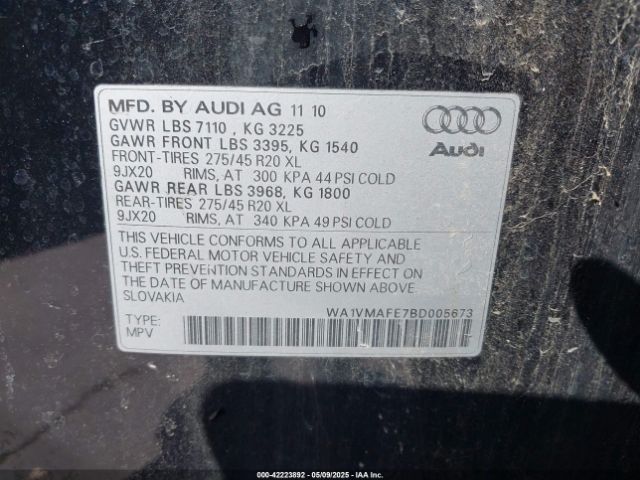 MFD. BY AUDI AG 11 10
GVWR LBS 7110 , KG 3225
GAWR FRONT LBS 3395, KG 1540
FRONT-TIRES 275/45 R20 XL
9JX20 RIMS, AT 300 KPA 44 PSI COLD
GAWR REAR LBS 3968, KG 1800
REAR-TIRES 275/45 R20 XL
9JX20 RIMS, AT 340 KPA 49 PSI COLD
Audi
THIS VEHICLE CONFORMS TO ALL APPLICABLE
U.S. FEDERAL MOTOR VEHICLE SAFETY AND
THEFT PREVENTION STANDARDS IN EFFECT ON
THE DATE OF MANUFACTURE SHOWN ABOVE.
SLOVAKIA
WA1VMAFE7BD005673
TYPE:
MPV
000-42223892 - 05/09/2025 - IAAI.com